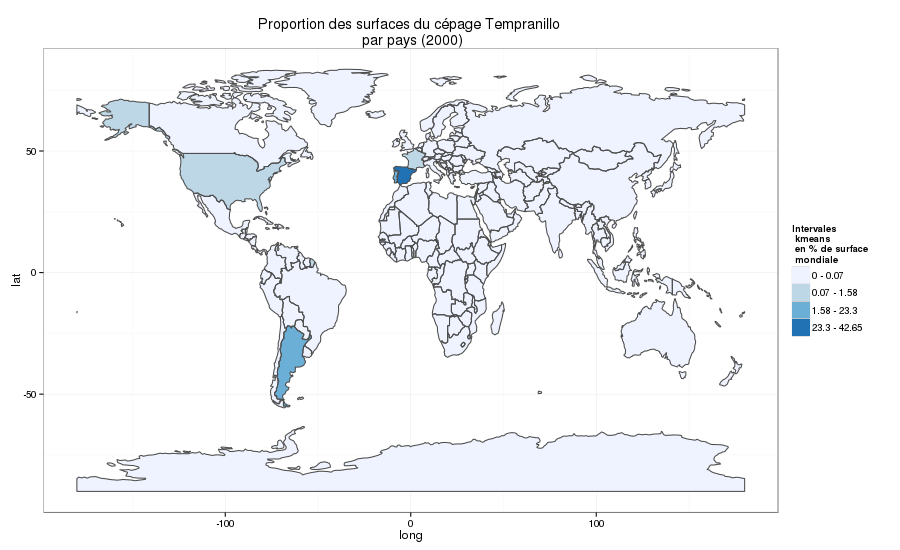 Proportion des surfaces du cépage Tempranillo
par pays (2000)
50
0
-50
lat
-100
0
100
long
Intervales
kmeans
en % de surface
mondiale
0 - 0.07
0.07 - 1.58
1.58 - 23.3
23.3 - 42.65